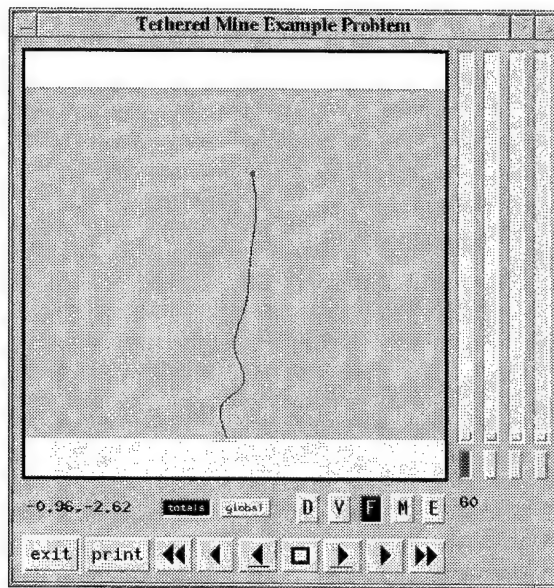 Tethered Mine Example Problem
-0.96,-2.62 totals global D V F M E 60
exit print